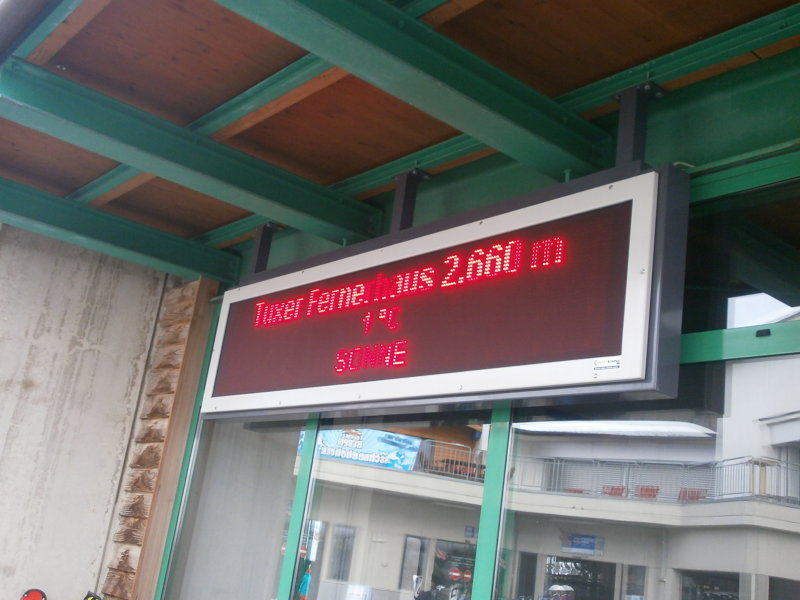 Tuxer Fernerhaus 2.660 m
1 °C
SONNE